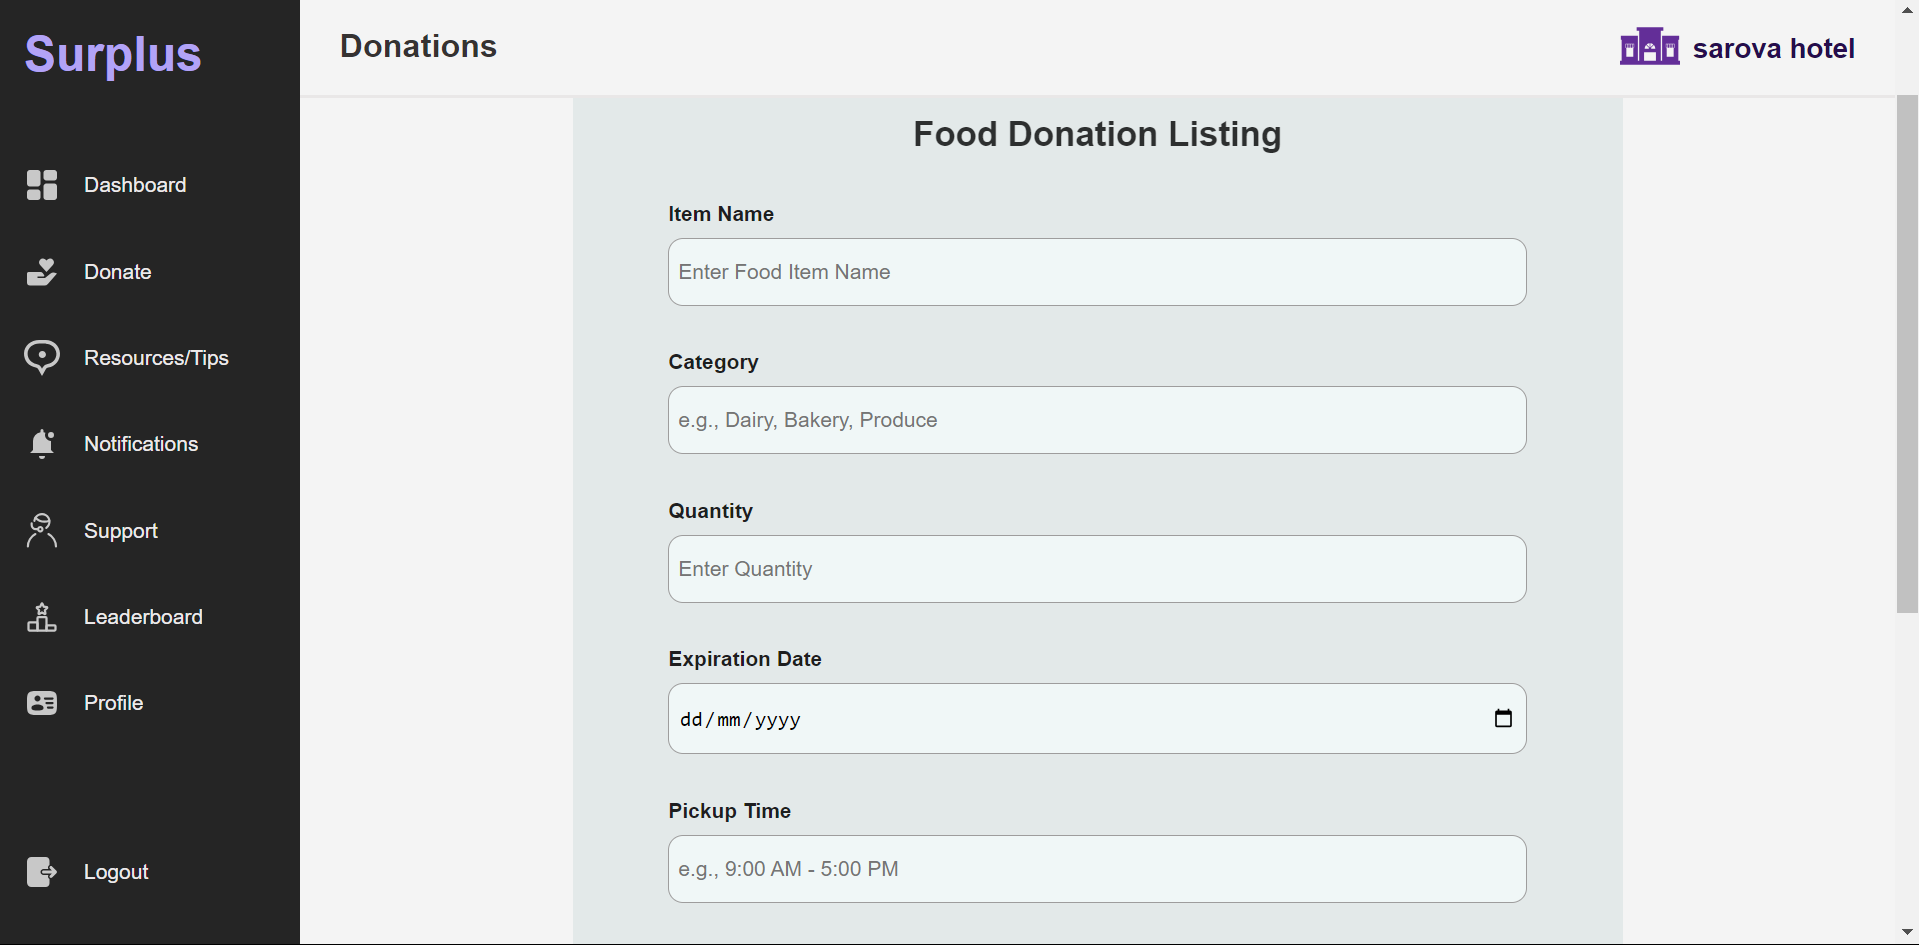 Surplus
Dashboard
Donate
Resources/Tips
Notifications
Support
Leaderboard
Profile
Logout
Donations
sarova hotel
Food Donation Listing
Item Name
Enter Food Item Name
Category
e.g., Dairy, Bakery, Produce
Quantity
Enter Quantity
Expiration Date
dd/mm/yyyy
Pickup Time
e.g., 9:00 AM - 5:00 PM